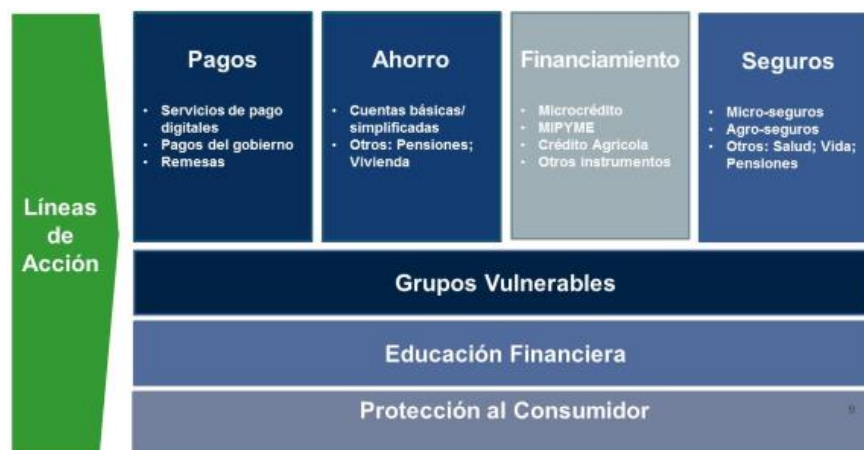 Líneas
de
Acción
Pagos
• Servicios de pago
digitales
• Pagos del gobierno
• Remesas
Ahorro
• Cuentas básicas/
simplificadas
• Otros: Pensiones;
Vivienda
Financiamiento
• Microcrédito
• MIPYME
• Crédito Agrícola
• Otros instrumentos
Seguros
• Micro-seguros
• Agro-seguros
• Otros: Salud; Vida;
Pensiones
Grupos Vulnerables
Educación Financiera
Protección al Consumidor